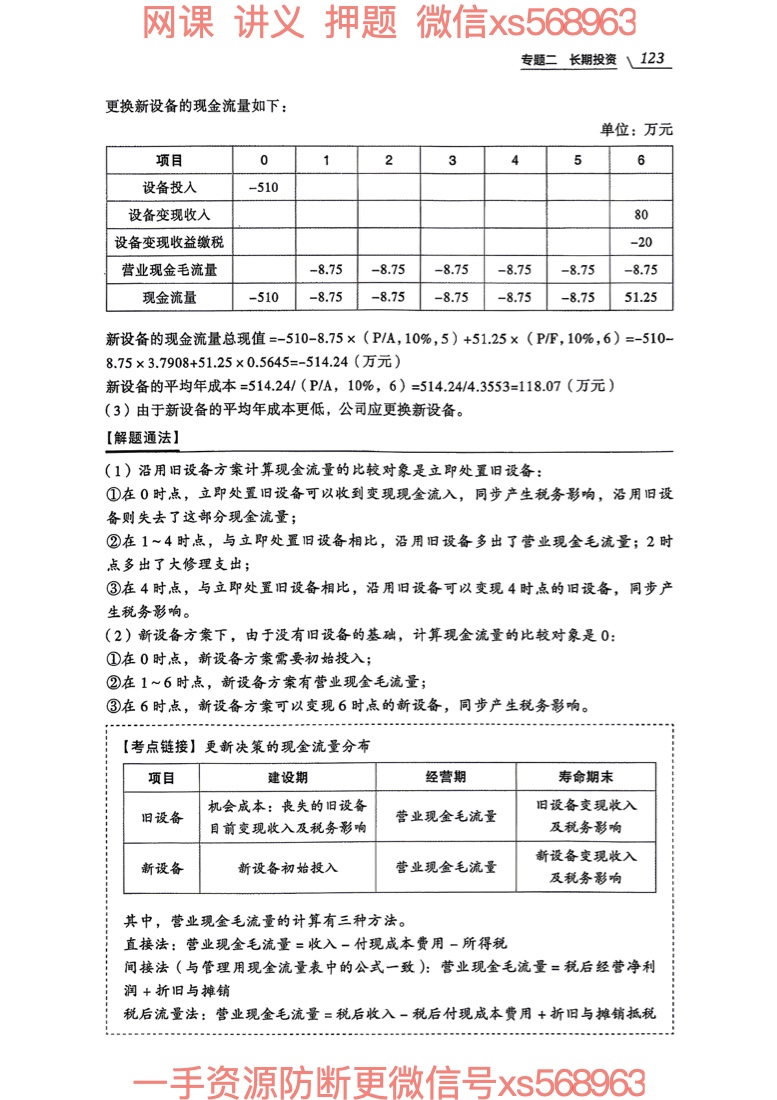 网课 讲义 押题 微信xs568963
专题二 长期投资 123
更换新设备的现金流量如下：
单位：万元
项目 0 1 2 3 4 5 6
设备投入 -510
设备变现收入 80
设备变现收益缴税 -20
营业现金毛流量 -8.75 -8.75 -8.75 -8.75 -8.75 -8.75
现金流量 -510 -8.75 -8.75 -8.75 -8.75 -8.75 51.25
新设备的现金流量总现值 =-510-8.75 ×（P/A, 10%, 5）+51.25 ×（P/F, 10%, 6）=-510-
8.75 × 3.7908+51.25 × 0.5645=-514.24（万元）
新设备的平均年成本 =514.24/（P/A，10%，6）=514.24/4.3553=118.07（万元）
（3）由于新设备的平均年成本更低，公司应更换新设备。
【解题通法】
（1）沿用旧设备方案计算现金流量的比较对象是立即处置旧设备：
①在 0 时点，立即处置旧设备可以收到变现现金流入，同步产生税务影响，沿用旧设
备则失去了这部分现金流量；
②在 1~4 时点，与立即处置旧设备相比，沿用旧设备多出了营业现金毛流量；2 时
点多出了大修理支出；
③在 4 时点，与立即处置旧设备相比，沿用旧设备可以变现 4 时点的旧设备，同步产
生税务影响。
（2）新设备方案下，由于没有旧设备的基础，计算现金流量的比较对象是 0：
①在 0 时点，新设备方案需要初始投入；
②在 1~6 时点，新设备方案有营业现金毛流量；
③在 6 时点，新设备方案可以变现 6 时点的新设备，同步产生税务影响。
【考点链接】更新决策的现金流量分布
项目 建设期 经营期 寿命期末
旧设备 机会成本：丧失的旧设备 营业现金毛流量 旧设备变现收入
目前变现收入及税务影响 及税务影响
新设备 新设备初始投入 营业现金毛流量 新设备变现收入
及税务影响
其中，营业现金毛流量的计算有三种方法。
直接法：营业现金毛流量 = 收入 - 付现成本费用 - 所得税
间接法（与管理用现金流量表中的公式一致）：营业现金毛流量 = 税后经营净利
润 + 折旧与摊销
税后流量法：营业现金毛流量 = 税后收入 - 税后付现成本费用 + 折旧与摊销抵税
一手资源防断更微信号xs568963